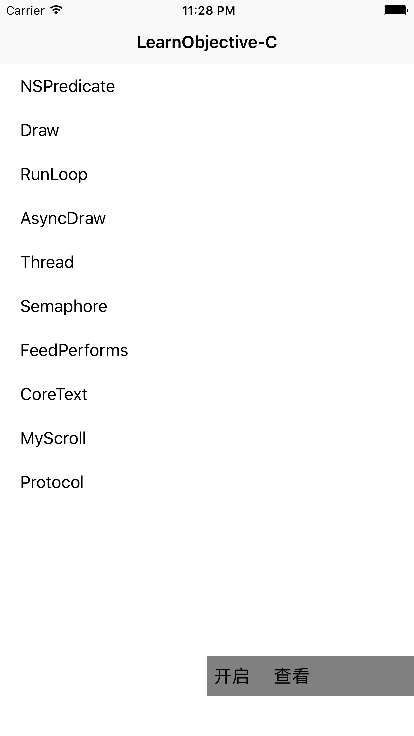 Carrier 11:28 PM
LearnObjective-C
NSPredicate
Draw
RunLoop
AsyncDraw
Thread
Semaphore
FeedPerforms
CoreText
MyScroll
Protocol
开启 查看